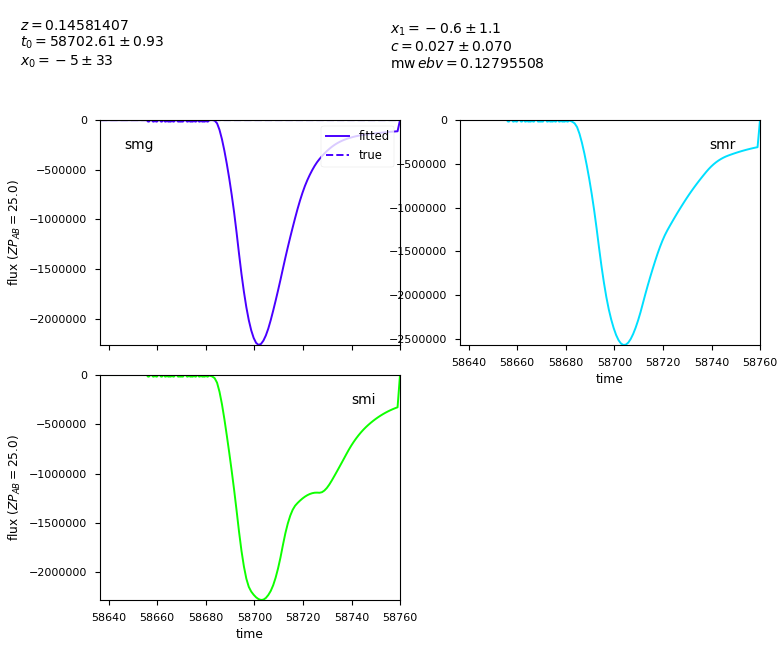 z = 0.14581407
t₀ = 58702.61 ± 0.93
x₀ = −5 ± 33
x₁ = −0.6 ± 1.1
c = 0.027 ± 0.070
mw ebv = 0.12795508
smg
fitted
true
0
−500000
−1000000
−1500000
−2000000
flux (ZP_AB = 25.0)
smr
0
−500000
−1000000
−1500000
−2000000
−2500000
58640 58660 58680 58700 58720 58740 58760
time
smi
0
−500000
−1000000
−1500000
−2000000
flux (ZP_AB = 25.0)
58640 58660 58680 58700 58720 58740 58760
time